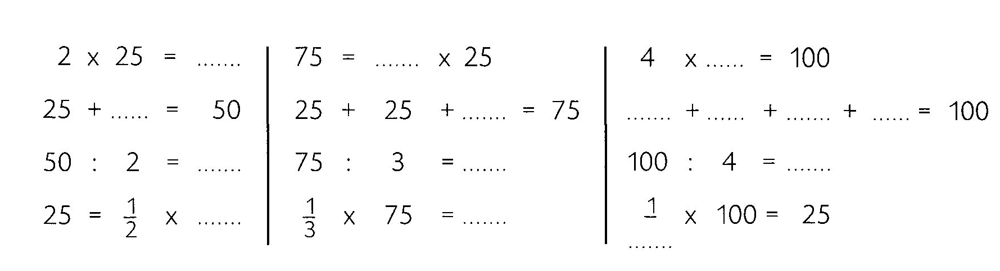 2 x 25 = .......
25 + ...... = 50
50 : 2 = .......
25 = 1/2 x .......
75 = ....... x 25
25 + 25 + ....... = 75
75 : 3 = .......
1/3 x 75 = .......
4 x ...... = 100
....... + ...... + ....... + ...... = 100
100 : 4 = .......
1/....... x 100 = 25